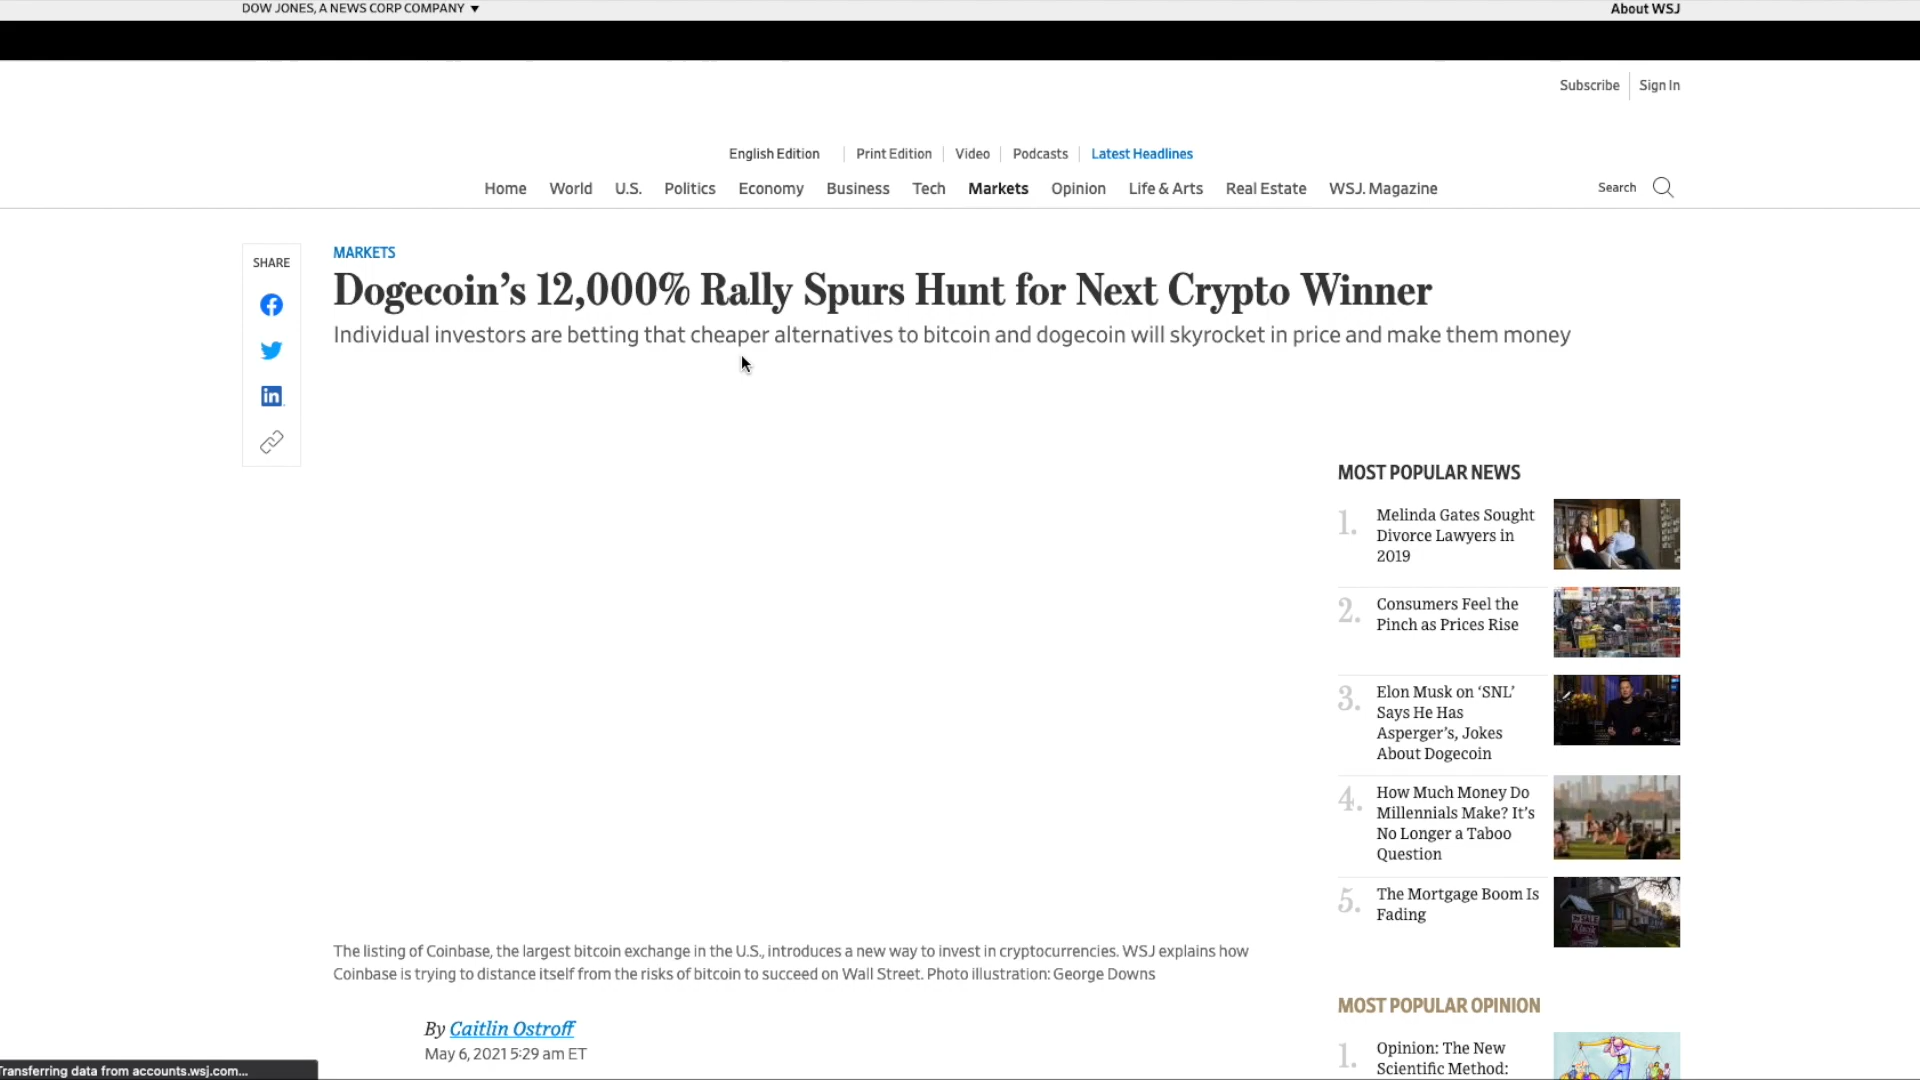 DOW JONES, A NEWS CORP COMPANY ▼
About WSJ
Subscribe
Sign In
English Edition
Print Edition
Video
Podcasts
Latest Headlines
Home
World
U.S.
Politics
Economy
Business
Tech
Markets
Opinion
Life & Arts
Real Estate
WSJ. Magazine
Search
SHARE
MARKETS
Dogecoin’s 12,000% Rally Spurs Hunt for Next Crypto Winner
Individual investors are betting that cheaper alternatives to bitcoin and dogecoin will skyrocket in price and make them money
The listing of Coinbase, the largest bitcoin exchange in the U.S., introduces a new way to invest in cryptocurrencies. WSJ explains how
Coinbase is trying to distance itself from the risks of bitcoin to succeed on Wall Street. Photo illustration: George Downs
By Caitlin Ostroff
May 6, 2021 5:29 am ET
MOST POPULAR NEWS
1.
Melinda Gates Sought
Divorce Lawyers in
2019
2.
Consumers Feel the
Pinch as Prices Rise
3.
Elon Musk on ‘SNL’
Says He Has
Asperger’s, Jokes
About Dogecoin
4.
How Much Money Do
Millennials Make? It’s
No Longer a Taboo
Question
5.
The Mortgage Boom Is
Fading
MOST POPULAR OPINION
1.
Opinion: The New
Scientific Method:
Transferring data from accounts.wsj.com...